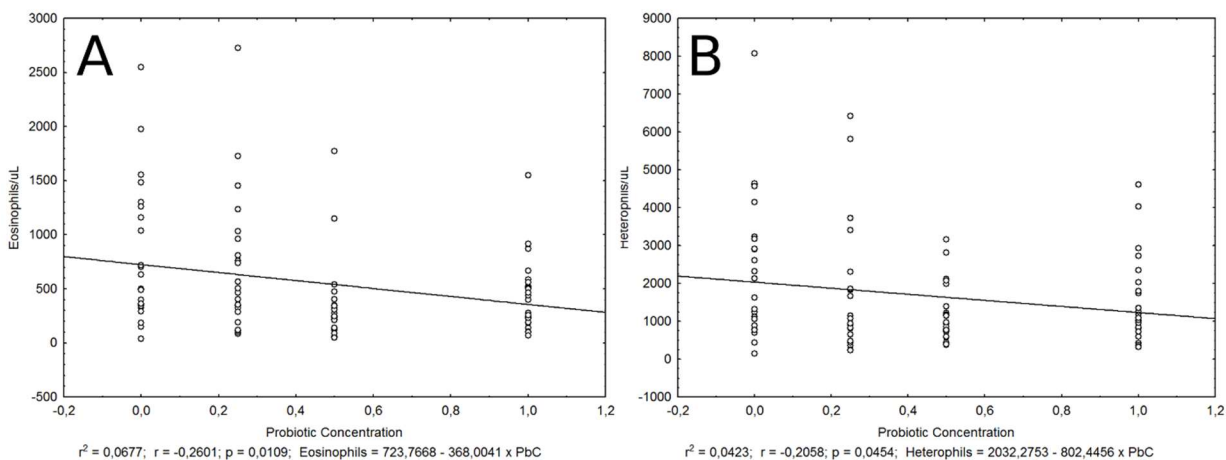 A
Eosinophils/uL
3000
2500
2000
1500
1000
500
0
-500
-0,2 0,0 0,2 0,4 0,6 0,8 1,0 1,2
Probiotic Concentration
r² = 0,0677; r = -0,2601; p = 0,0109; Eosinophils = 723,7668 - 368,0041 x PbC
B
Heterophils/uL
9000
8000
7000
6000
5000
4000
3000
2000
1000
0
-1000
-0,2 0,0 0,2 0,4 0,6 0,8 1,0 1,2
Probiotic Concentration
r² = 0,0423; r = -0,2058; p = 0,0454; Heterophils = 2032,2753 - 802,4456 x PbC